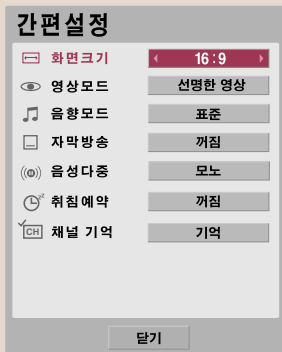 간편설정
화면크기 16:9
영상모드 선명한 영상
음향모드 표준
자막방송 꺼짐
음성다중 모노
취침예약 꺼짐
CH 채널 기억 기억
닫기